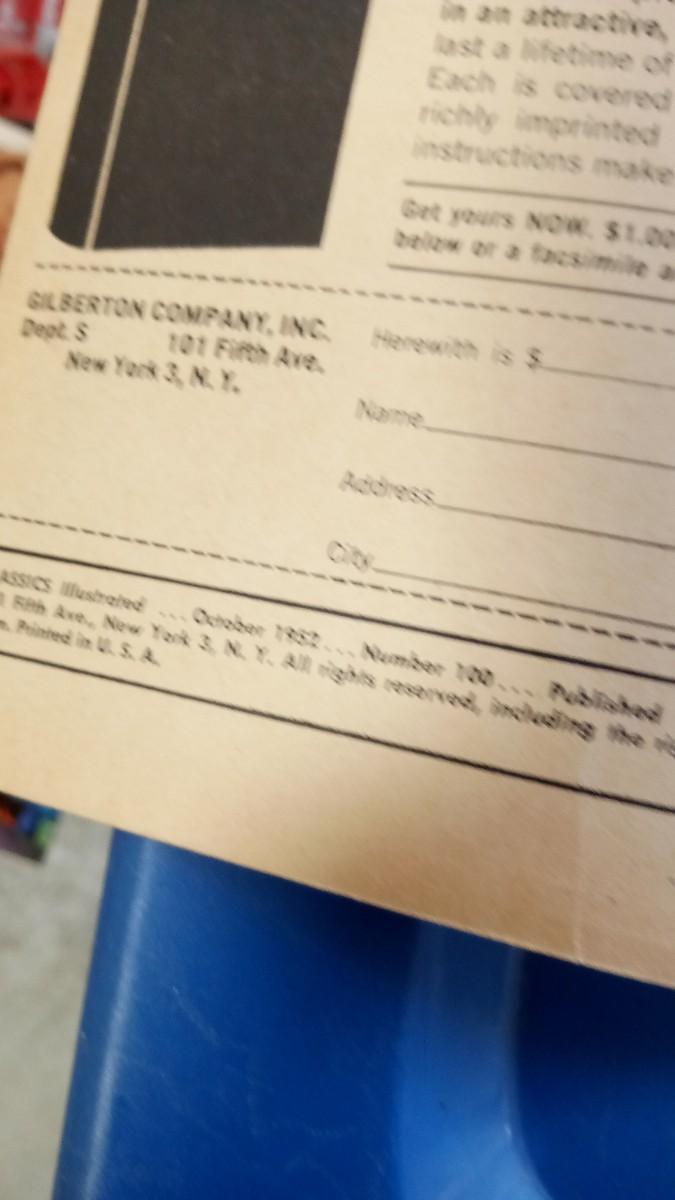 in an attractive,
last a lifetime of
Each is covered
richly imprinted
instructions make
Get yours NOW. $1.00
below or a facsimile
GILBERTON COMPANY, INC.
Dept. S 101 Fifth Ave.
New York 3, N. Y.
Herewith is $
Name
Address
City
ASSICS Illustrated ... October 1952 ... Number 100 ... Published
Fifth Ave., New York 3, N. Y. All rights reserved, including the
Printed in U. S. A.